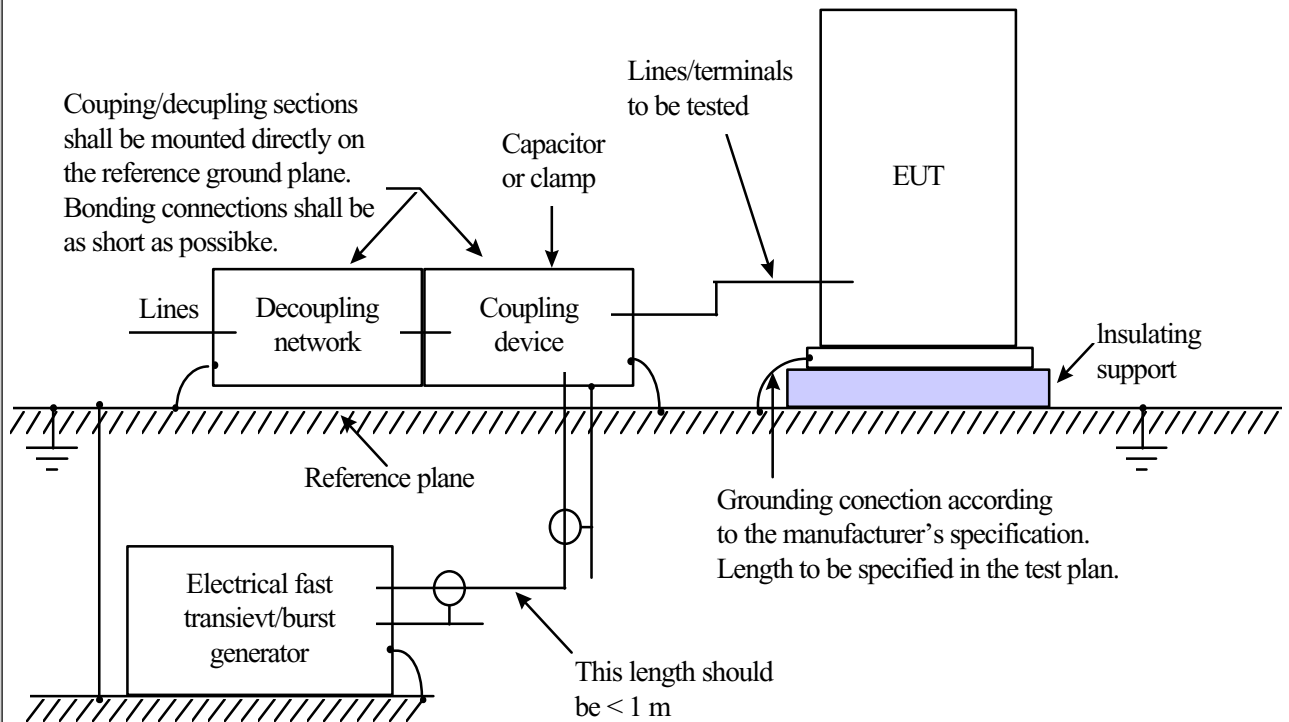 Lines/terminals
to be tested
Couping/decupling sections
shall be mounted directly on
the reference ground plane.
Bonding connections shall be
as short as possibke.
Capacitor
or clamp
EUT
Lines
Decoupling
network
Coupling
device
lnsulating
support
Reference plane
Grounding conection according
to the manufacturer’s specification.
Length to be specified in the test plan.
Electrical fast
transievt/burst
generator
This length should
be < 1 m